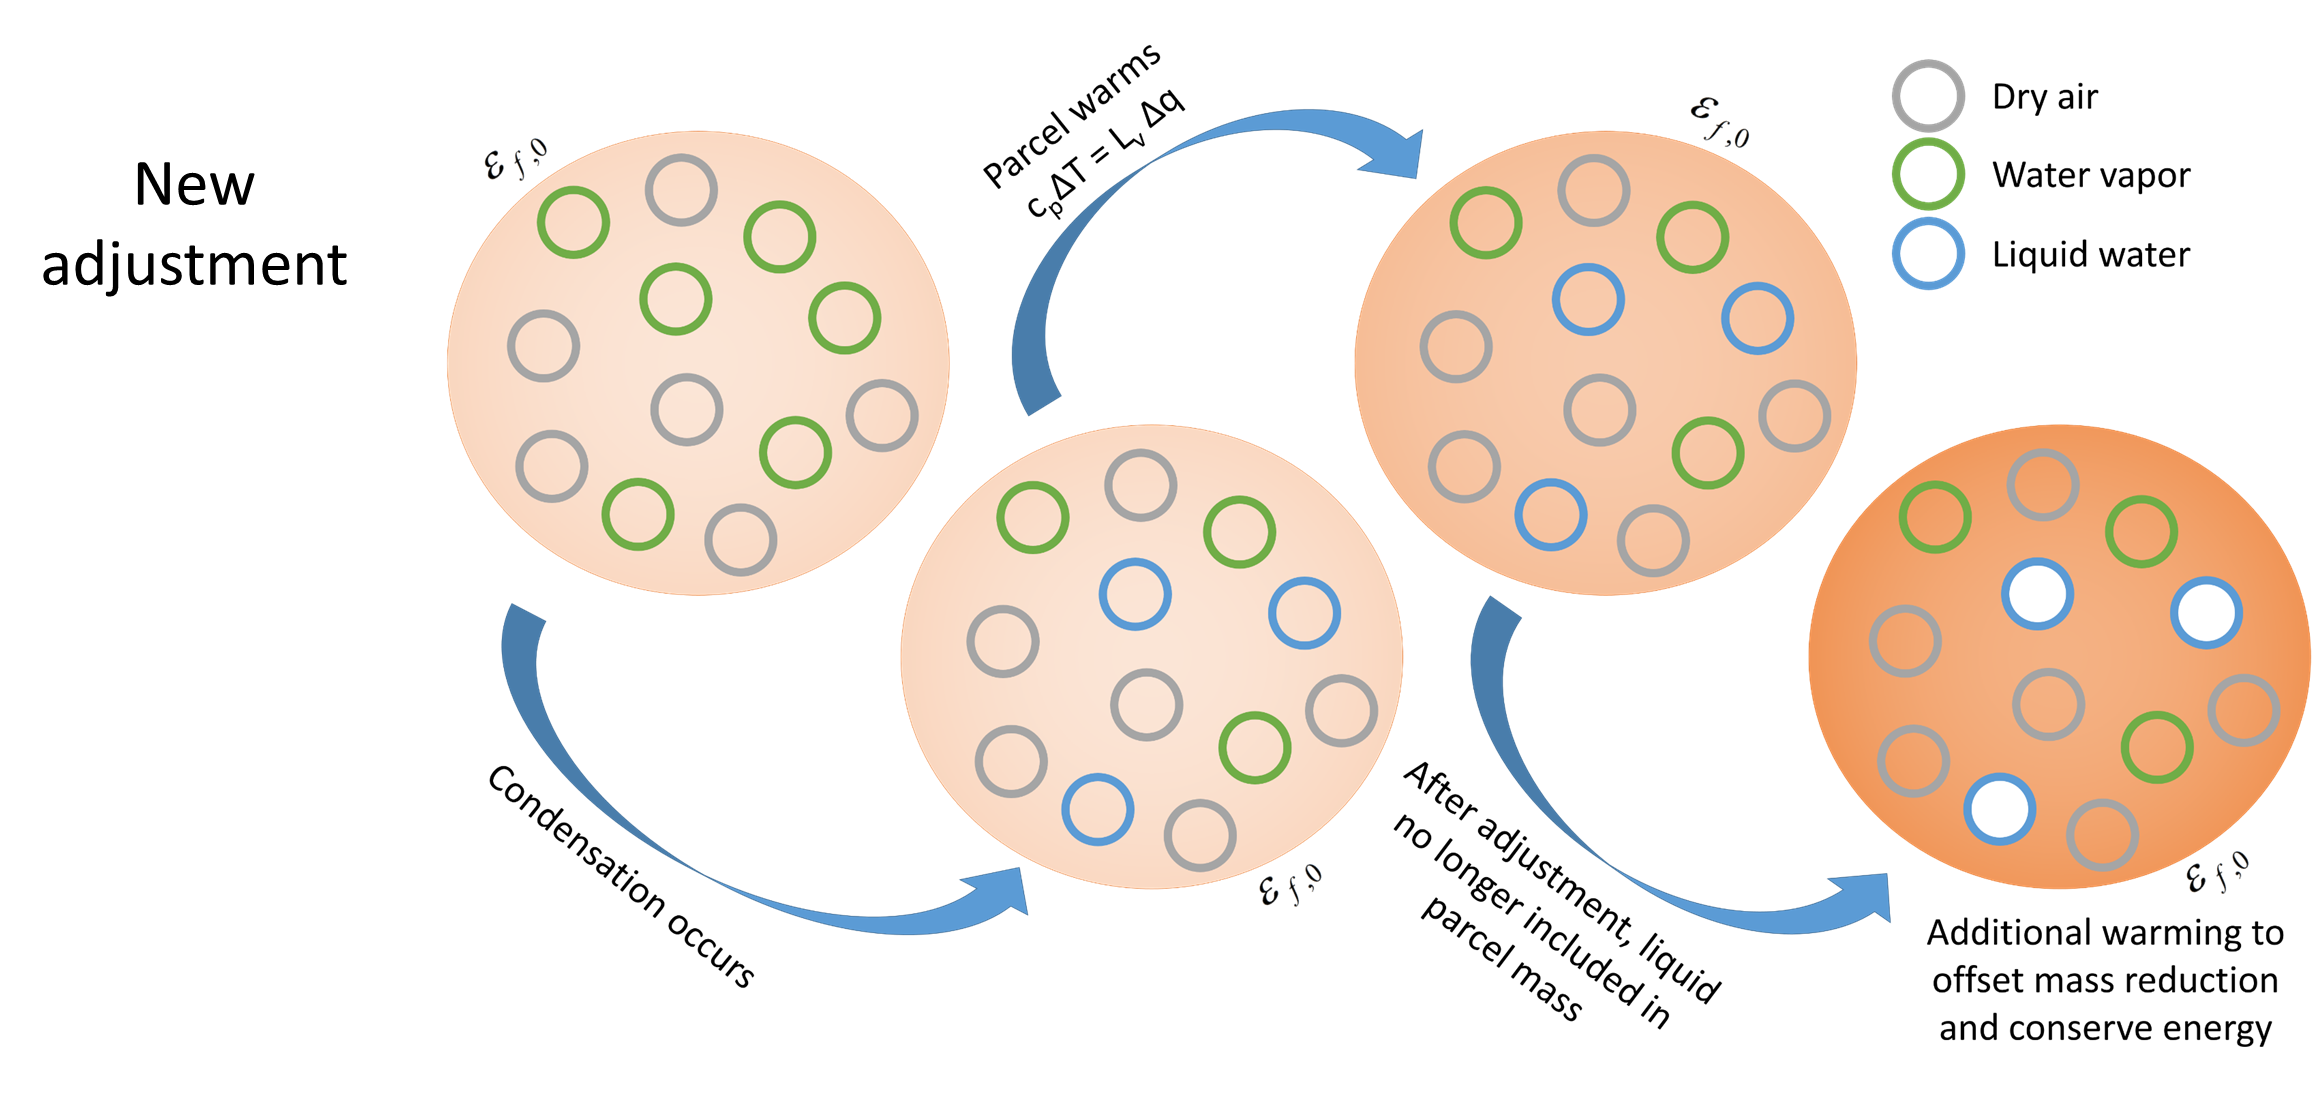 New
adjustment
ℰ f,0
Parcel warms
cpΔT = Lv Δq
ℰ f,0
Dry air
Water vapor
Liquid water
Condensation occurs
ℰ f,0
After adjustment, liquid
no longer included in
parcel mass
ℰ f,0
Additional warming to
offset mass reduction
and conserve energy